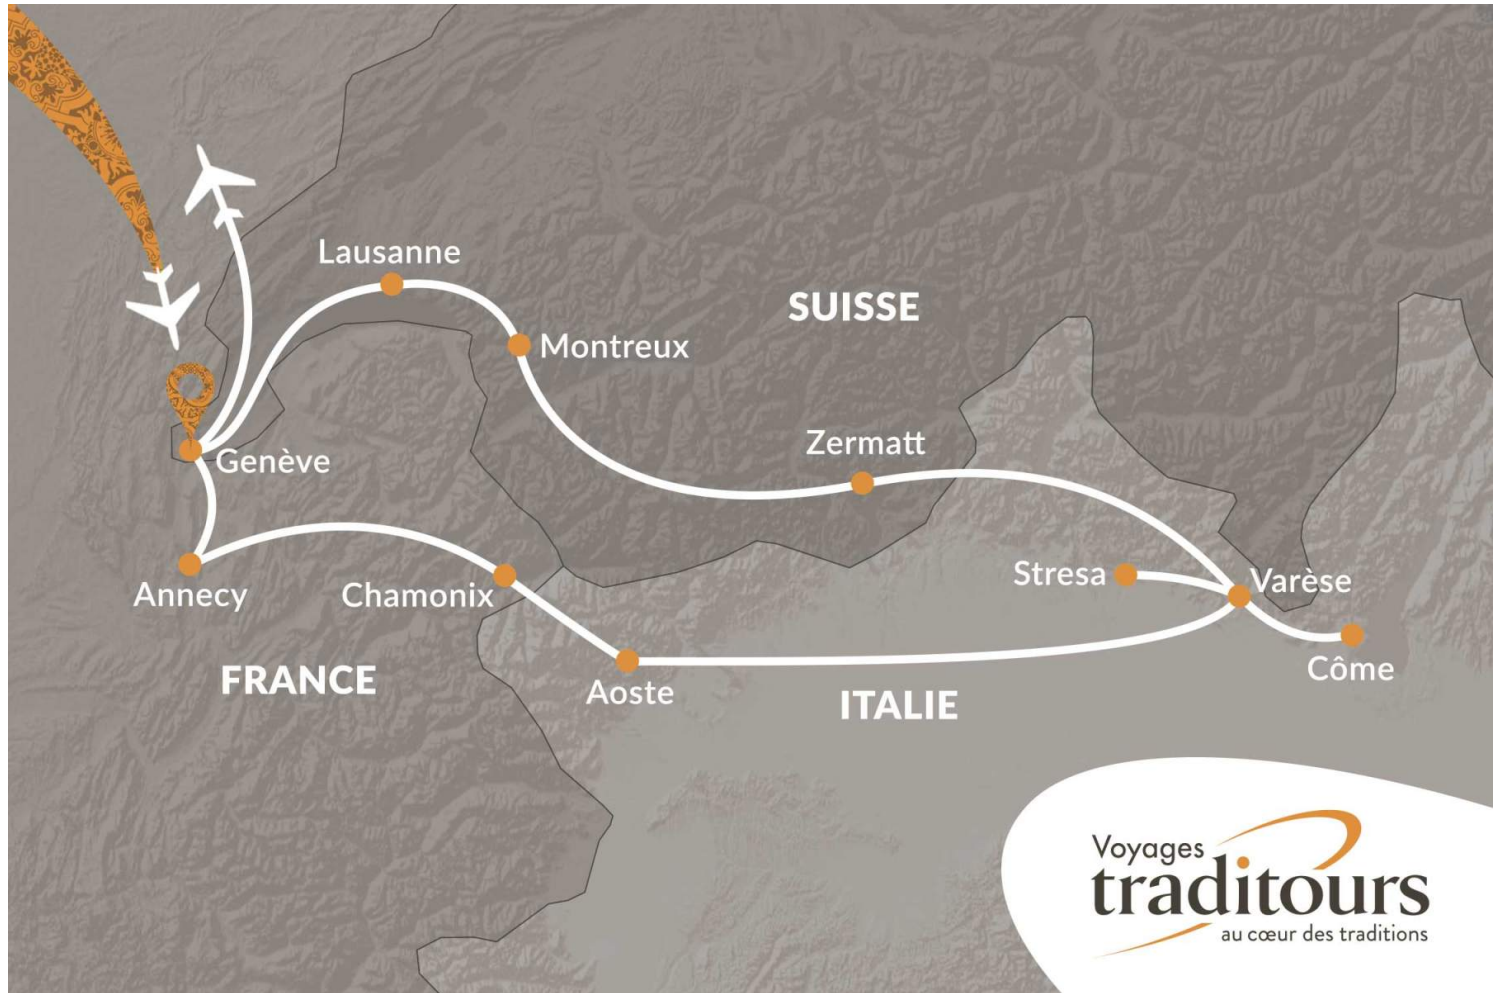 Lausanne
SUISSE
Montreux
Zermatt
Genève
Stresa
Varèse
Annecy
Chamonix
Côme
FRANCE
Aoste
ITALIE
Voyages
traditours
au cœur des traditions